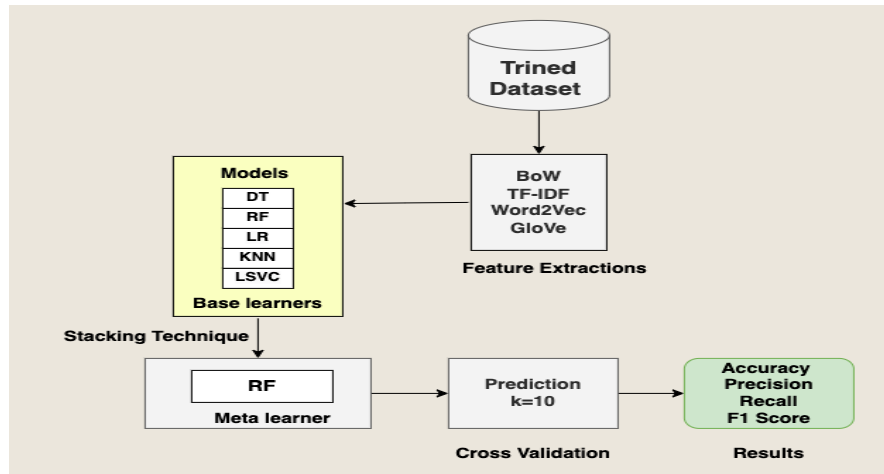 Trined
Dataset
BoW
TF-IDF
Word2Vec
GloVe
Feature Extractions
Models
DT
RF
LR
KNN
LSVC
Base learners
Stacking Technique
RF
Meta learner
Prediction
k=10
Cross Validation
Accuracy
Precision
Recall
F1 Score
Results